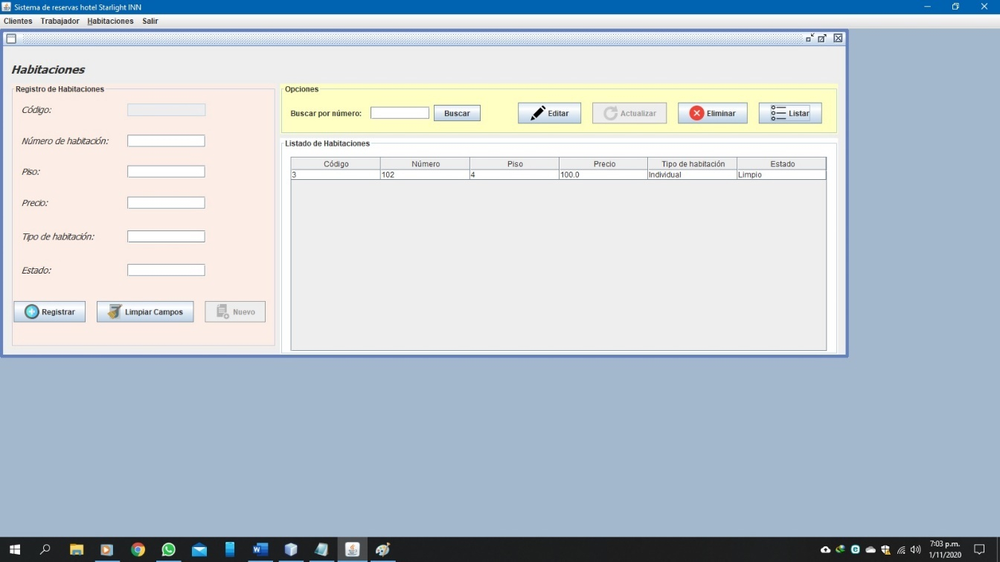 Sistema de reservas hotel Starlight INN
Clientes Trabajador Habitaciones Salir
Habitaciones
Registro de Habitaciones
Código:
Número de habitación:
Piso:
Precio:
Tipo de habitación:
Estado:
Registrar Limpiar Campos Nuevo
Opciones
Buscar por número: Buscar Editar Actualizar Eliminar Listar
Listado de Habitaciones
Código Número Piso Precio Tipo de habitación Estado
3 102 4 100.0 Individual Limpio
7:03 p.m.
1/11/2020